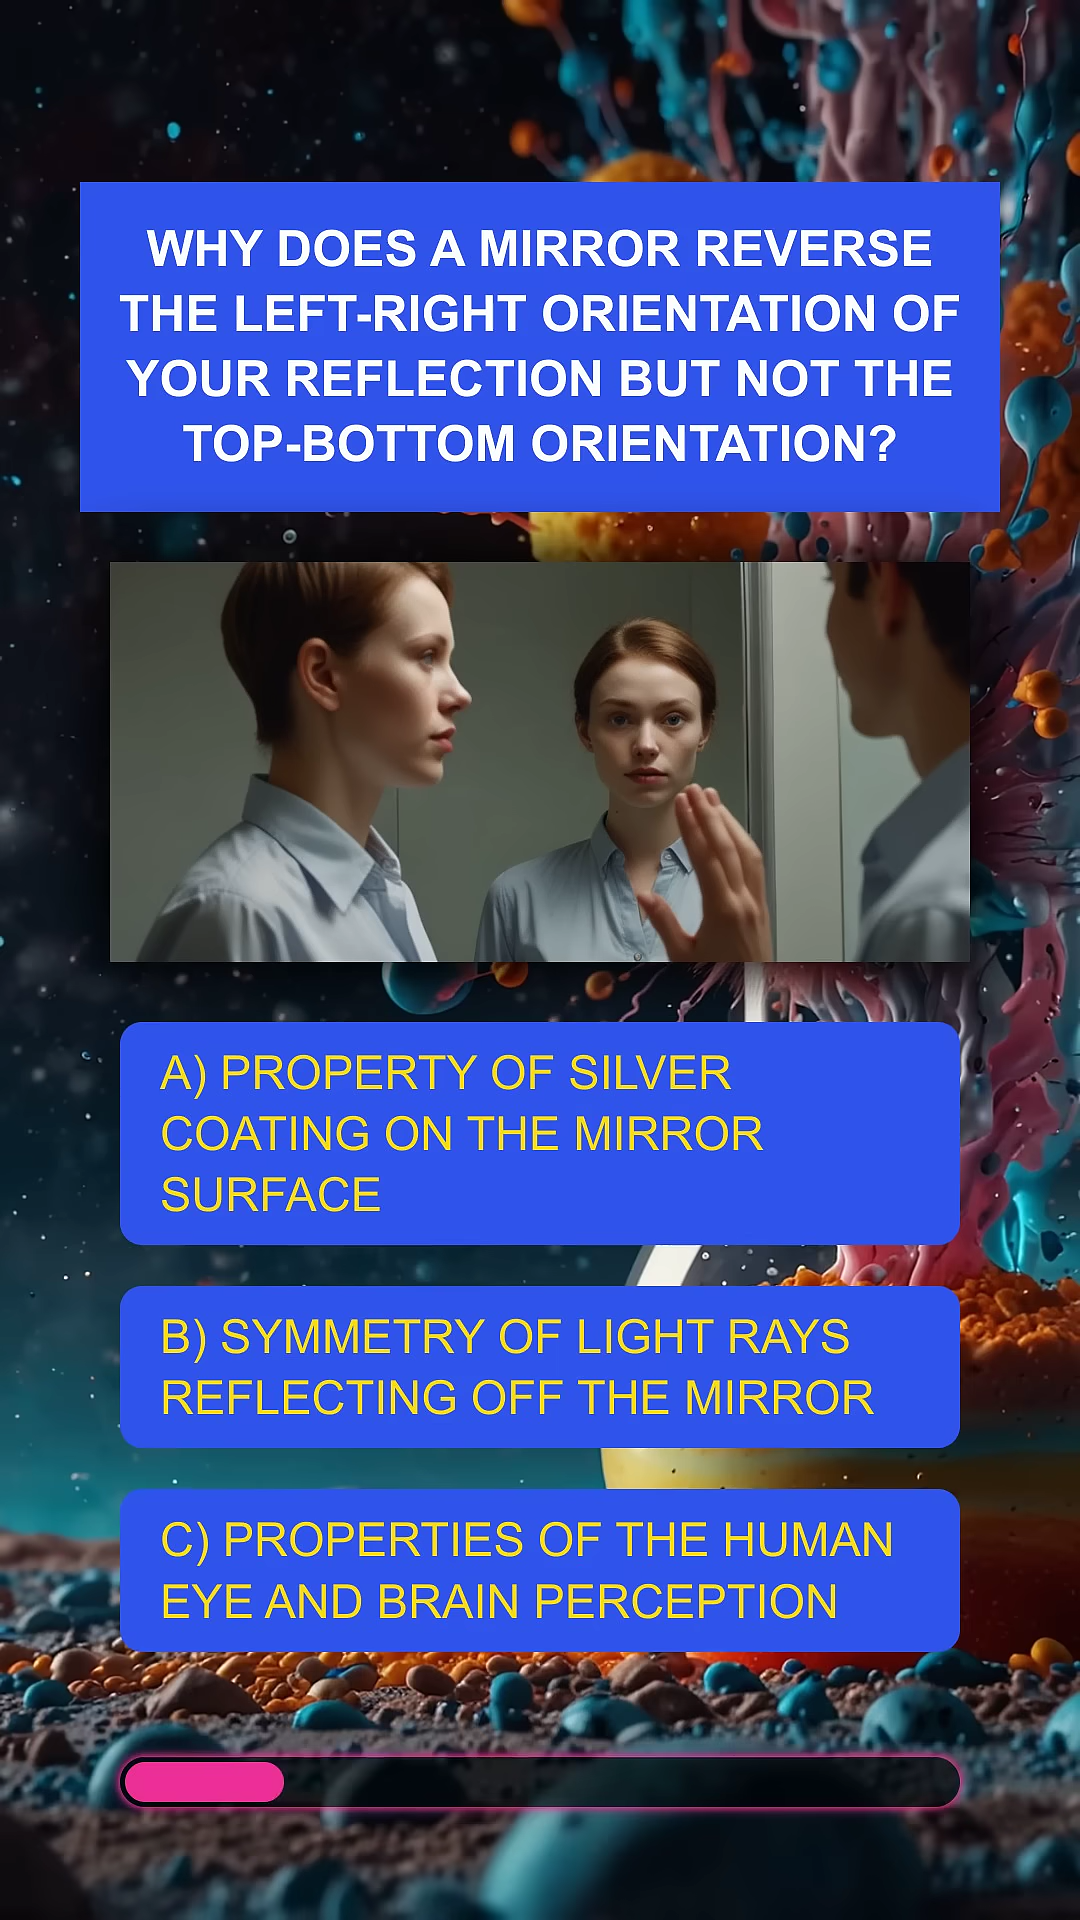 WHY DOES A MIRROR REVERSE
THE LEFT-RIGHT ORIENTATION OF
YOUR REFLECTION BUT NOT THE
TOP-BOTTOM ORIENTATION?
A) PROPERTY OF SILVER
COATING ON THE MIRROR
SURFACE
B) SYMMETRY OF LIGHT RAYS
REFLECTING OFF THE MIRROR
C) PROPERTIES OF THE HUMAN
EYE AND BRAIN PERCEPTION